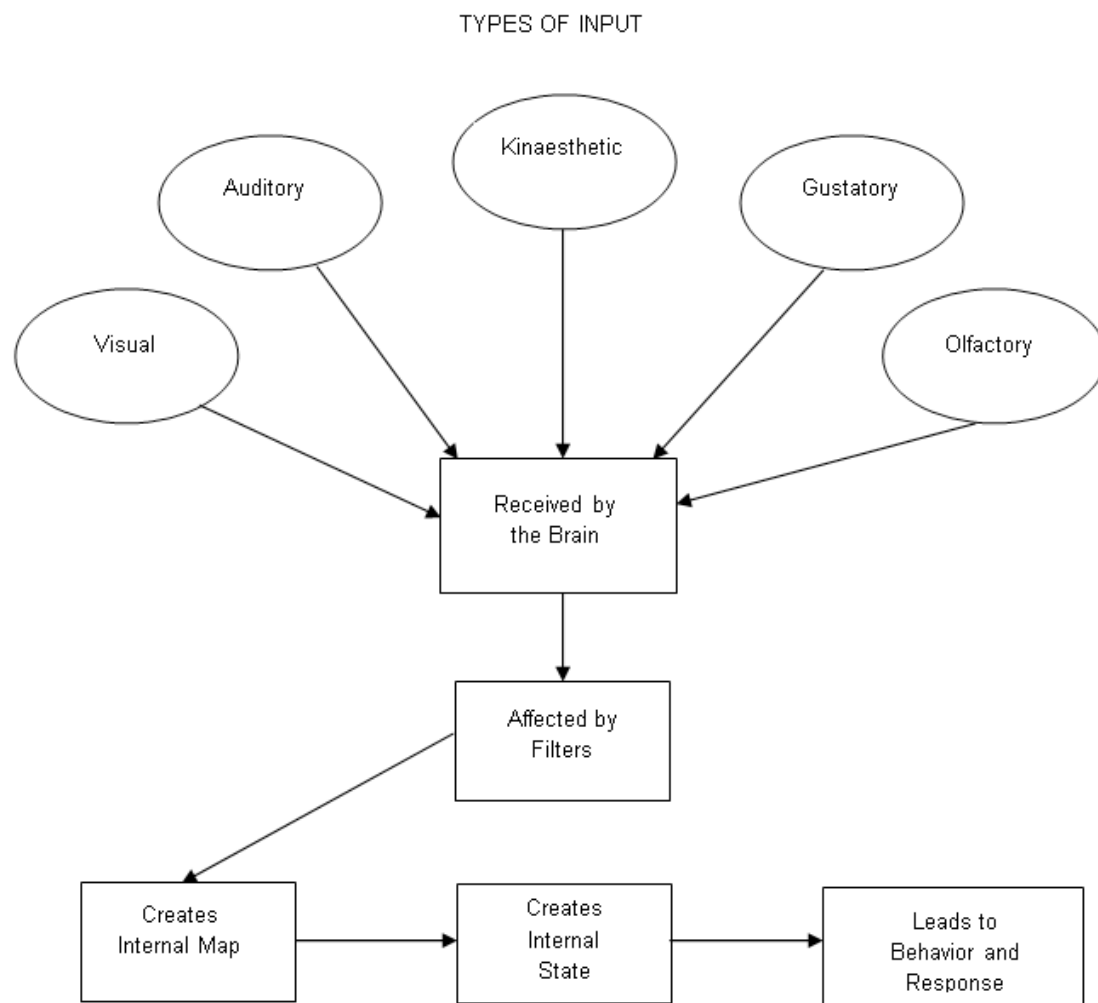 TYPES OF INPUT
Kinaesthetic
Auditory
Gustatory
Visual
Olfactory
Received by
the Brain
Affected by
Filters
Creates
Internal Map
Creates
Internal
State
Leads to
Behavior and
Response